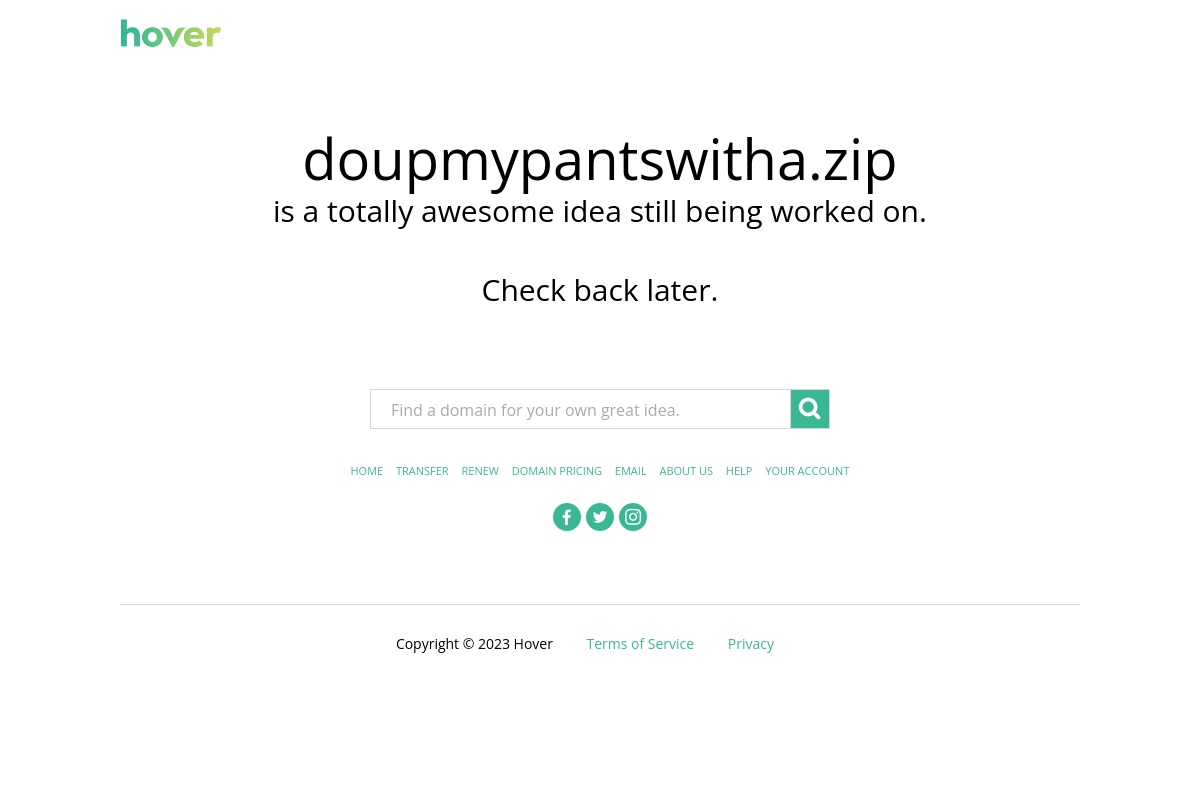 hover
doupmypantswitha.zip
is a totally awesome idea still being worked on.
Check back later.
Find a domain for your own great idea.
HOME TRANSFER RENEW DOMAIN PRICING EMAIL ABOUT US HELP YOUR ACCOUNT
Copyright © 2023 Hover Terms of Service Privacy